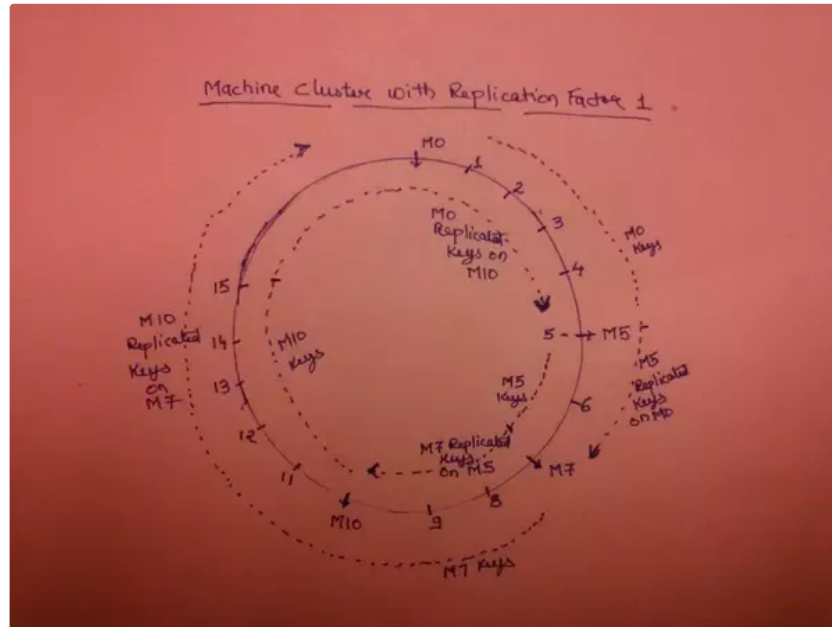 Machine Cluster with Replication Factor 1.
M0
1
2
3
4
M0
Keys
M0
Replicated
Keys on
M10
5
M5
M5
Replicated
Keys
on M0
6
M5
Keys
M7
M7 Replicated
Keys
on M5
8
9
M10
M7 Keys
11
12
13
14
15
M10
Keys
M10
Replicated
Keys
on
M7